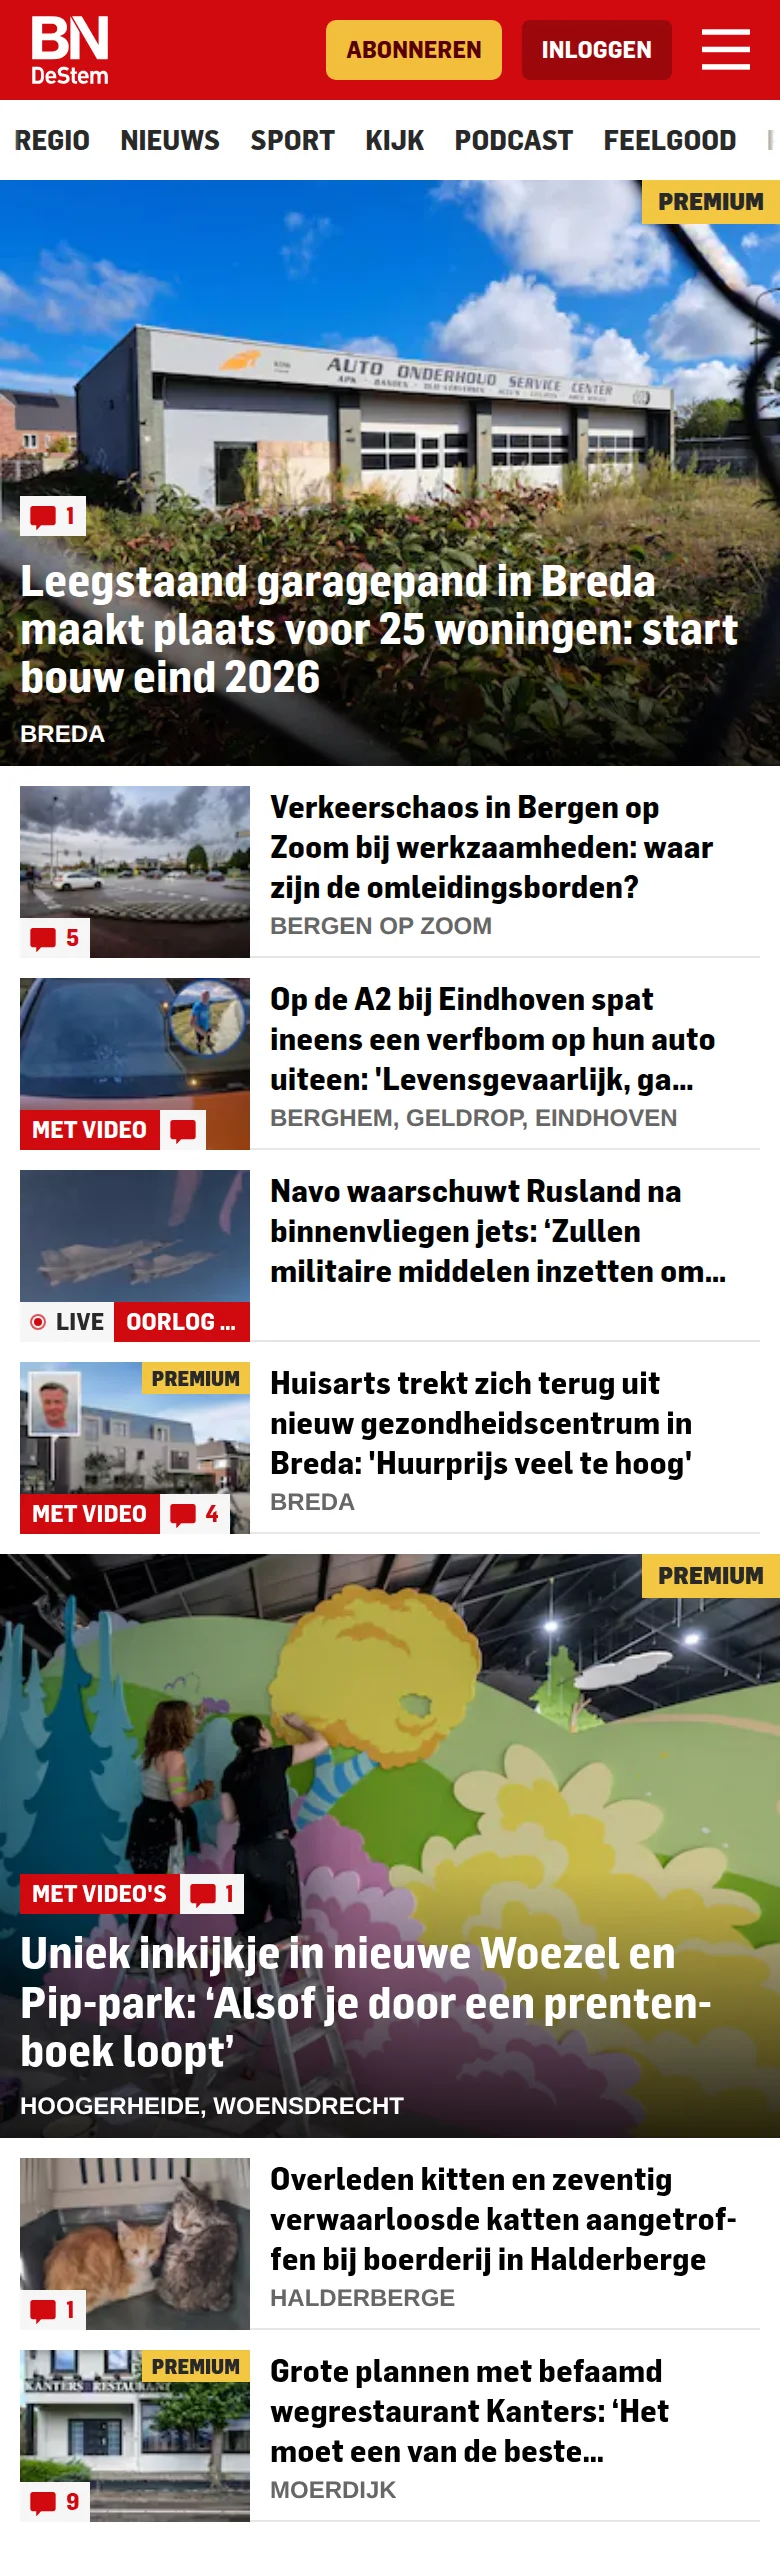 BN
DeStem
ABONNEREN
INLOGGEN
REGIO NIEUWS SPORT KIJK PODCAST FEELGOOD
PREMIUM
AUTO ONDERHOUD SERVICE CENTER
1
Leegstaand garagepand in Breda
maakt plaats voor 25 woningen: start
bouw eind 2026
BREDA
5
Verkeerschaos in Bergen op
Zoom bij werkzaamheden: waar
zijn de omleidingsborden?
BERGEN OP ZOOM
MET VIDEO
Op de A2 bij Eindhoven spat
ineens een verfbom op hun auto
uiteen: 'Levensgevaarlijk, ga...
BERGHEM, GELDROP, EINDHOVEN
LIVE
OORLOG ...
Navo waarschuwt Rusland na
binnenvliegen jets: ‘Zullen
militaire middelen inzetten om...
PREMIUM
MET VIDEO
4
Huisarts trekt zich terug uit
nieuw gezondheidscentrum in
Breda: 'Huurprijs veel te hoog'
BREDA
PREMIUM
MET VIDEO'S
1
Uniek inkijkje in nieuwe Woezel en
Pip-park: ‘Alsof je door een prenten-
boek loopt’
HOOGERHEIDE, WOENSDRECHT
1
Overleden kitten en zeventig
verwaarloosde katten aangetrof-
fen bij boerderij in Halderberge
HALDERBERGE
PREMIUM
KANTERS RESTAURANT
9
Grote plannen met befaamd
wegrestaurant Kanters: ‘Het
moet een van de beste...
MOERDIJK